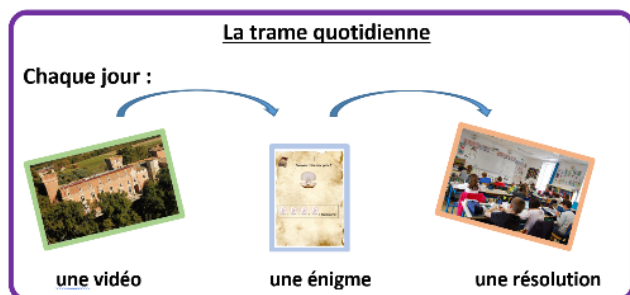 La trame quotidienne
Chaque jour :
une vidéo
une énigme
une résolution